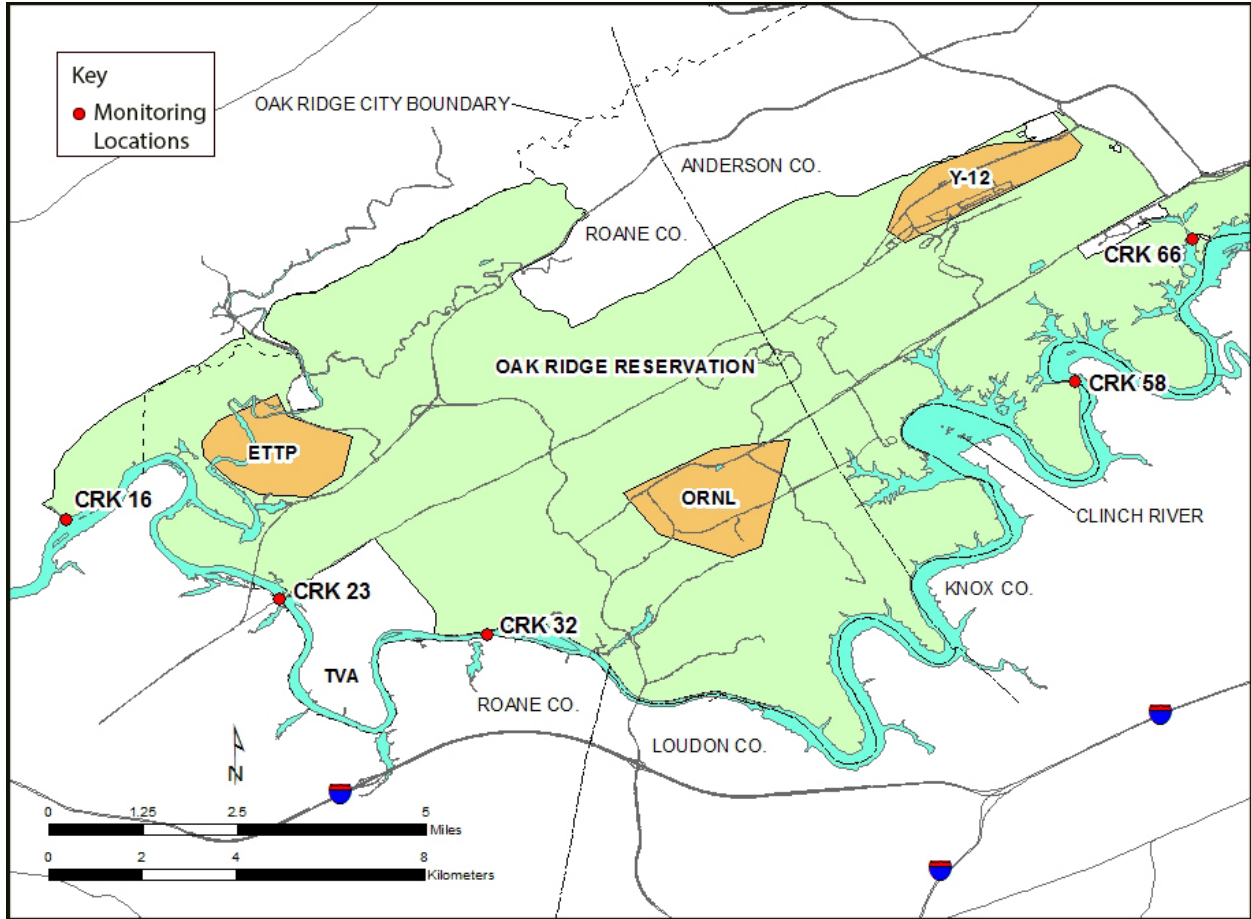 Key
Monitoring
Locations
OAK RIDGE CITY BOUNDARY
ANDERSON CO.
Y-12
ROANE CO.
CRK 66
OAK RIDGE RESERVATION
CRK 58
ETTP
ORNL
CRK 16
CLINCH RIVER
CRK 23
KNOX CO.
CRK 32
TVA
ROANE CO.
LOUDON CO.
N
0 1.25 2.5 5
Miles
0 2 4 8
Kilometers